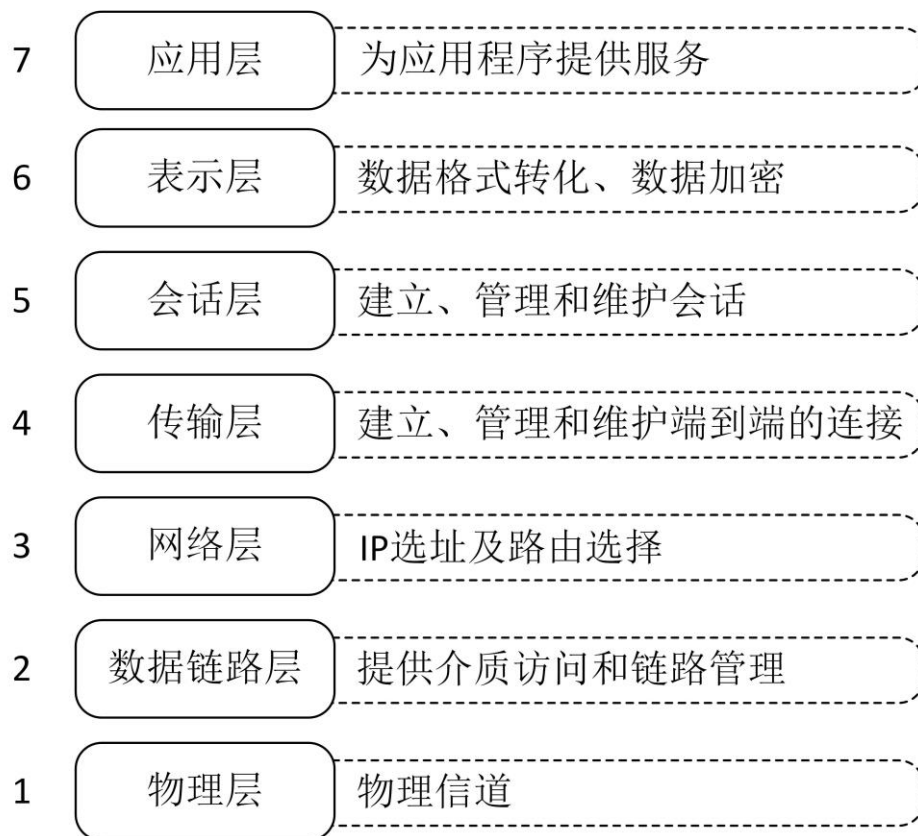 7 应用层 为应用程序提供服务
6 表示层 数据格式转化、数据加密
5 会话层 建立、管理和维护会话
4 传输层 建立、管理和维护端到端的连接
3 网络层 IP选址及路由选择
2 数据链路层 提供介质访问和链路管理
1 物理层 物理信道